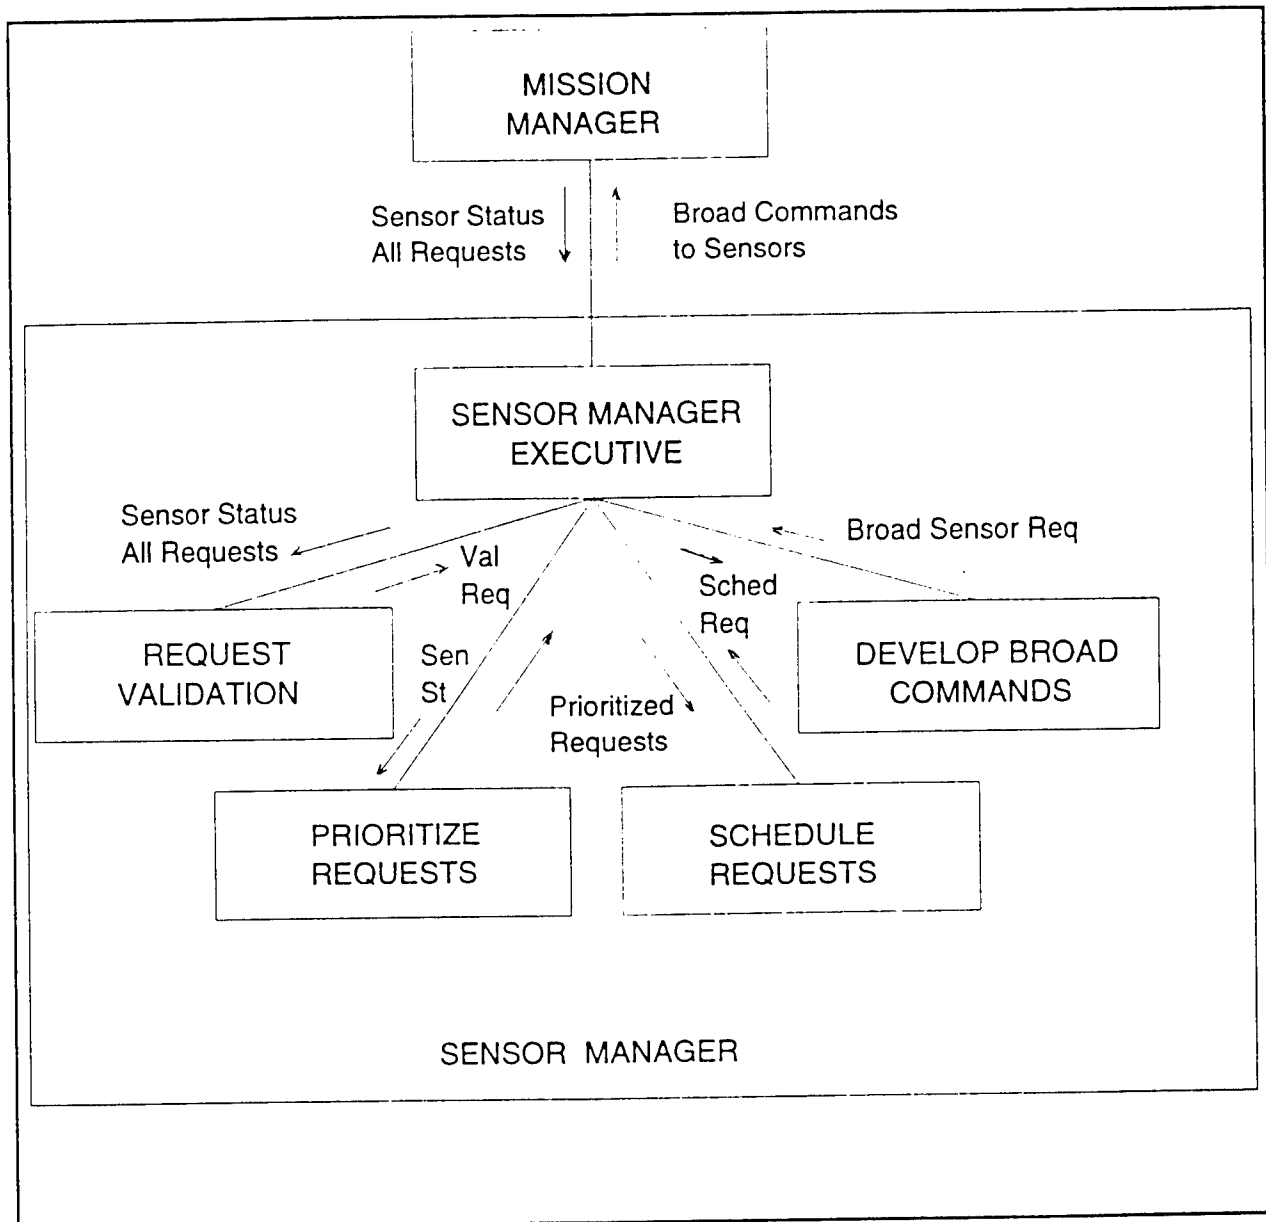 MISSION
MANAGER
Sensor Status
All Requests
Broad Commands
to Sensors
SENSOR MANAGER
EXECUTIVE
Sensor Status
All Requests
Val
Req
Broad Sensor Req
Sched
Req
REQUEST
VALIDATION
Sen
St
Prioritized
Requests
DEVELOP BROAD
COMMANDS
PRIORITIZE
REQUESTS
SCHEDULE
REQUESTS
SENSOR MANAGER